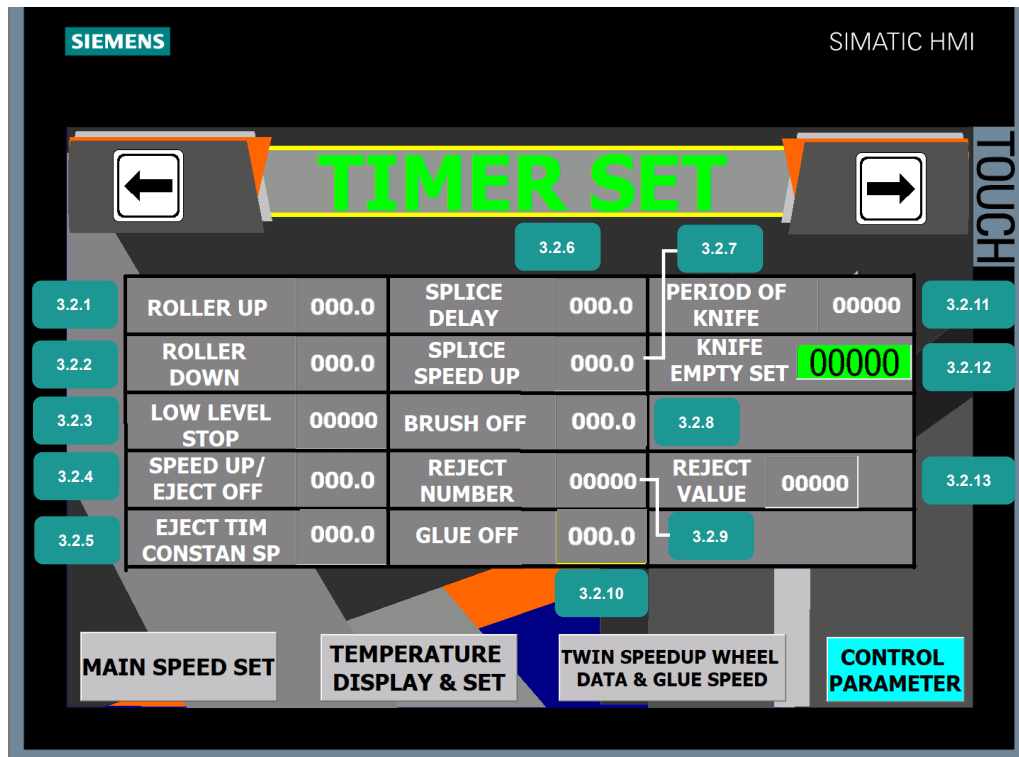 SIEMENS
SIMATIC HMI
TOUCH
TIMER SET
3.2.6
3.2.7
3.2.1
ROLLER UP
000.0
SPLICE
DELAY
000.0
PERIOD OF
KNIFE
00000
3.2.11
3.2.2
ROLLER
DOWN
000.0
SPLICE
SPEED UP
000.0
KNIFE
EMPTY SET
00000
3.2.12
3.2.3
LOW LEVEL
STOP
00000
BRUSH OFF
000.0
3.2.8
3.2.4
SPEED UP/
EJECT OFF
000.0
REJECT
NUMBER
00000
REJECT
VALUE
00000
3.2.13
3.2.5
EJECT TIM
CONSTAN SP
000.0
GLUE OFF
000.0
3.2.9
3.2.10
MAIN SPEED SET
TEMPERATURE
DISPLAY & SET
TWIN SPEEDUP WHEEL
DATA & GLUE SPEED
CONTROL
PARAMETER